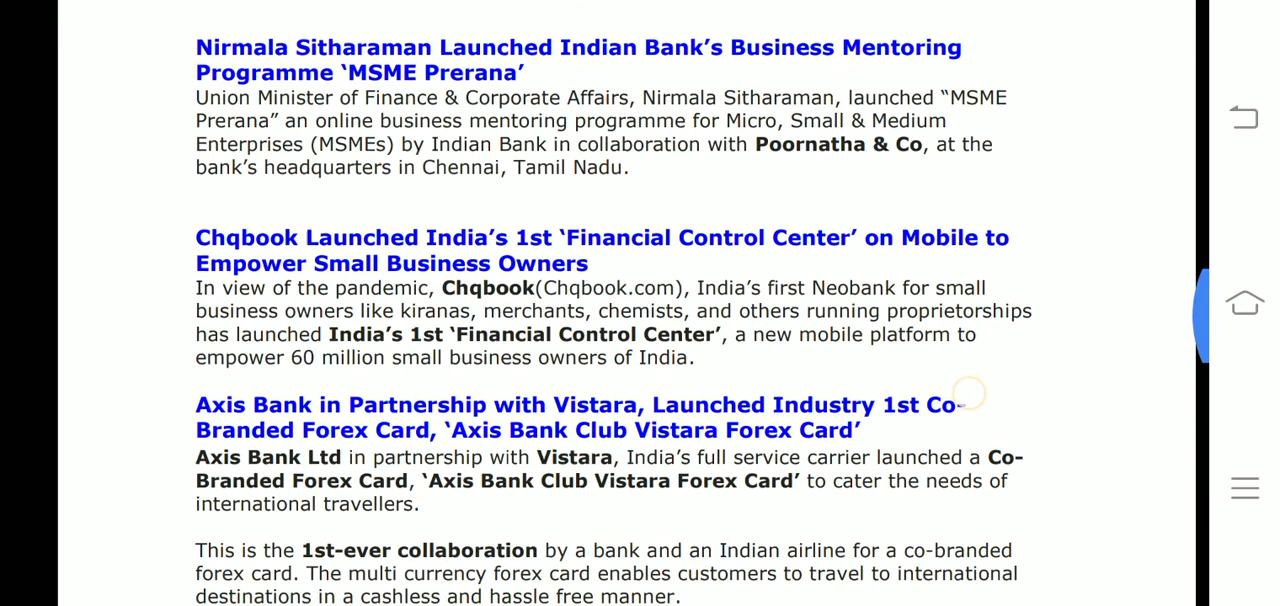 Nirmala Sitharaman Launched Indian Bank’s Business Mentoring
Programme ‘MSME Prerana’
Union Minister of Finance & Corporate Affairs, Nirmala Sitharaman, launched “MSME
Prerana” an online business mentoring programme for Micro, Small & Medium
Enterprises (MSMEs) by Indian Bank in collaboration with Poornatha & Co, at the
bank’s headquarters in Chennai, Tamil Nadu.
Chqbook Launched India’s 1st ‘Financial Control Center’ on Mobile to
Empower Small Business Owners
In view of the pandemic, Chqbook(Chqbook.com), India’s first Neobank for small
business owners like kiranas, merchants, chemists, and others running proprietorships
has launched India’s 1st ‘Financial Control Center’, a new mobile platform to
empower 60 million small business owners of India.
Axis Bank in Partnership with Vistara, Launched Industry 1st Co-
Branded Forex Card, ‘Axis Bank Club Vistara Forex Card’
Axis Bank Ltd in partnership with Vistara, India’s full service carrier launched a Co-
Branded Forex Card, ‘Axis Bank Club Vistara Forex Card’ to cater the needs of
international travellers.
This is the 1st-ever collaboration by a bank and an Indian airline for a co-branded
forex card. The multi currency forex card enables customers to travel to international
destinations in a cashless and hassle free manner.